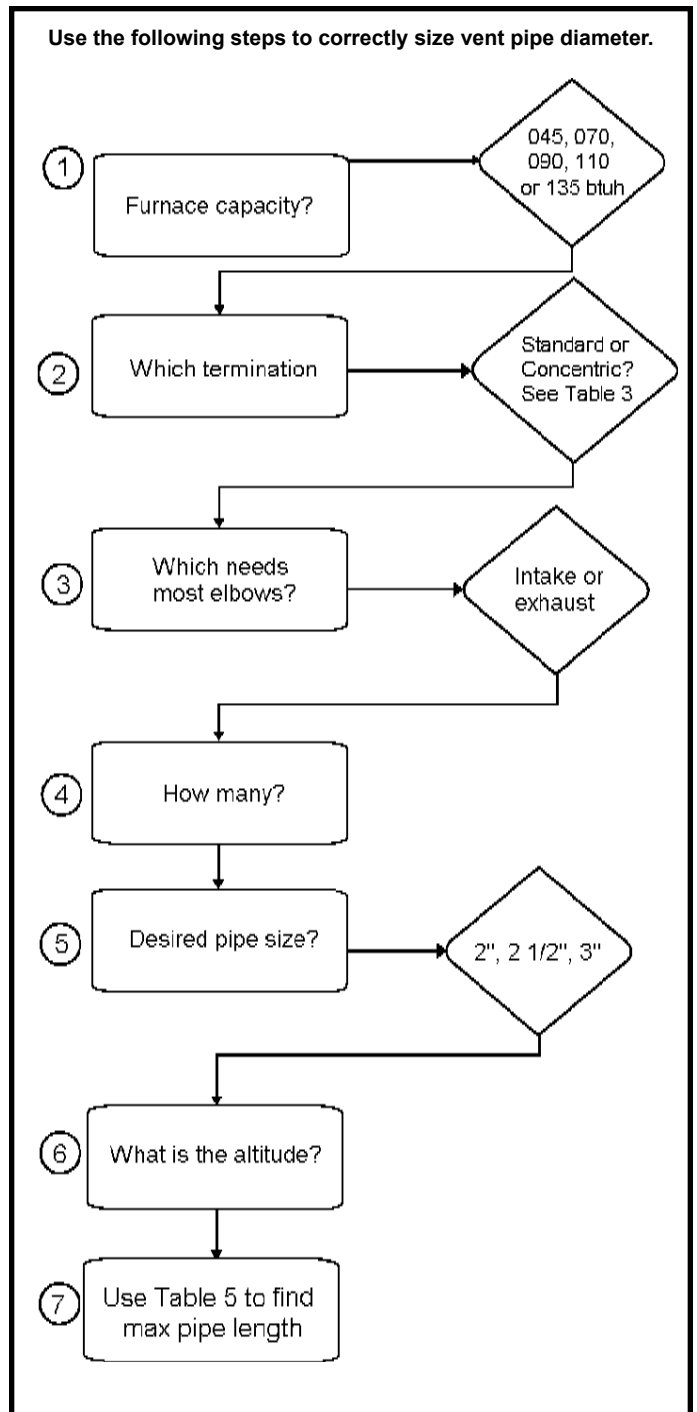 Use the following steps to correctly size vent pipe diameter.
1
Furnace capacity?
045, 070,
090, 110
or 135 btuh
2
Which termination
Standard or
Concentric?
See Table 3
3
Which needs
most elbows?
Intake or
exhaust
4
How many?
5
Desired pipe size?
2", 2 1/2", 3"
6
What is the altitude?
7
Use Table 5 to find
max pipe length